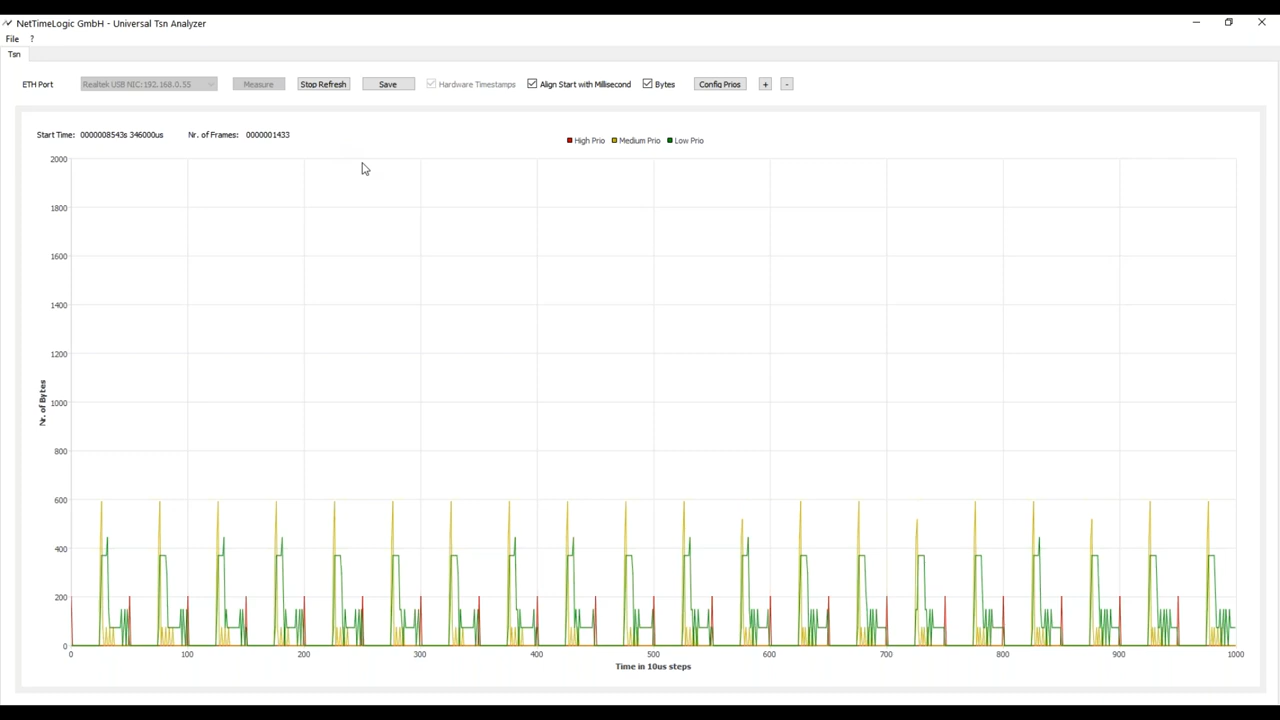 NetTimeLogic GmbH - Universal Tsn Analyzer
File ?
Tsn
ETH Port Realtek USB NIC:192.168.0.55 Measure Stop Refresh Save Hardware Timestamps Align Start with Millisecond Bytes Config Prios + -
Start Time: 0000008543s 346000us Nr. of Frames: 0000001433
High Prio Medium Prio Low Prio
2000
1800
1600
1400
1200
1000
800
600
400
200
0
Nr. of Bytes
0 100 200 300 400 500 600 700 800 900 1000
Time in 10us steps